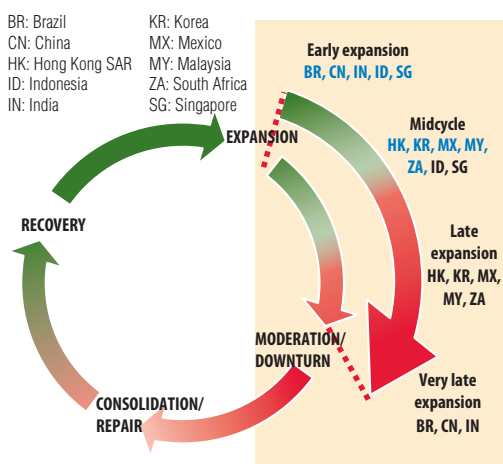 BR: Brazil
CN: China
HK: Hong Kong SAR
ID: Indonesia
IN: India
KR: Korea
MX: Mexico
MY: Malaysia
ZA: South Africa
SG: Singapore
Early expansion
BR, CN, IN, ID, SG
EXPANSION
Midcycle
HK, KR, MX, MY,
ZA, ID, SG
RECOVERY
Late
expansion
HK, KR, MX,
MY, ZA
MODERATION/
DOWNTURN
Very late
expansion
BR, CN, IN
CONSOLIDATION/
REPAIR